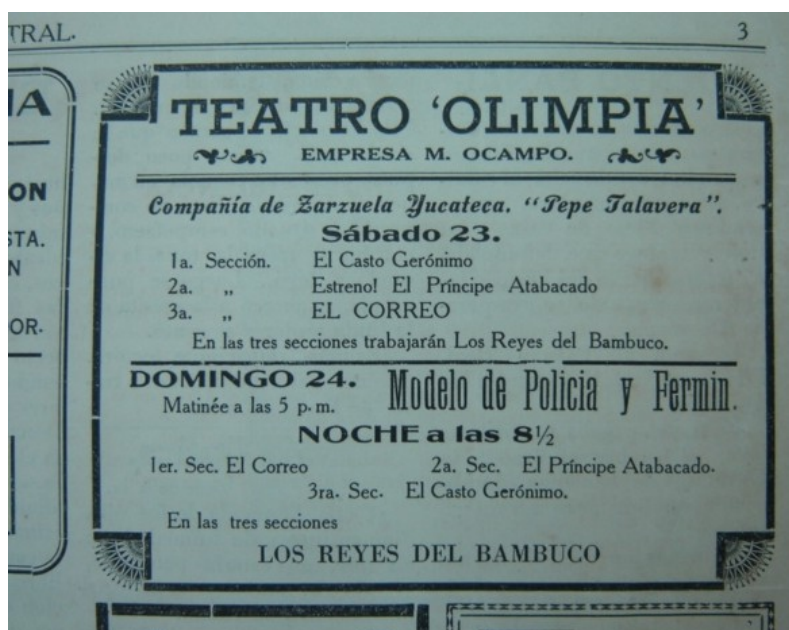 TRAL.
3
IA
ON
STA.
N
OR.
TEATRO 'OLIMPIA'
EMPRESA M. OCAMPO.
Compañía de Zarzuela Yucateca. "Pepe Talavera".
Sábado 23.
1a. Sección. El Casto Gerónimo
2a. „ Estreno! El Príncipe Atabacado
3a. „ EL CORREO
En las tres secciones trabajarán Los Reyes del Bambuco.
DOMINGO 24. Modelo de Policia y Fermin.
Matinée a las 5 p. m.
NOCHE a las 8½
1er. Sec. El Correo 2a. Sec. El Príncipe Atabacado.
3ra. Sec. El Casto Gerónimo.
En las tres secciones
LOS REYES DEL BAMBUCO